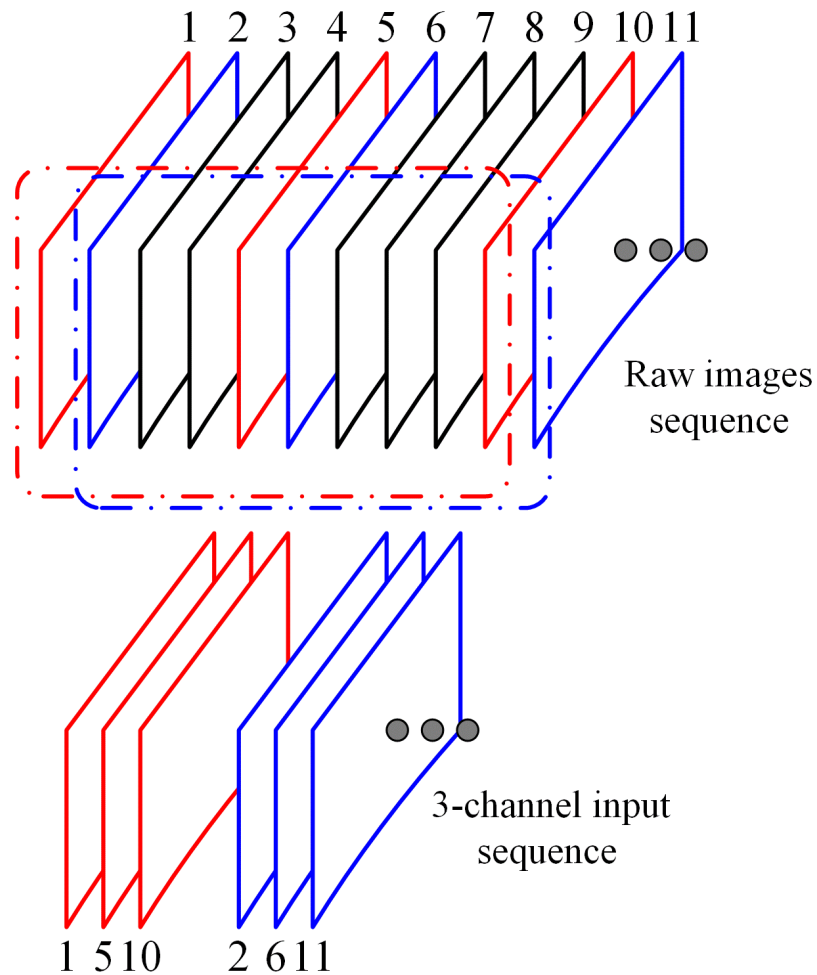 1 2 3 4 5 6 7 8 9 10 11
Raw images
sequence
3-channel input
sequence
1 5 10 2 6 11